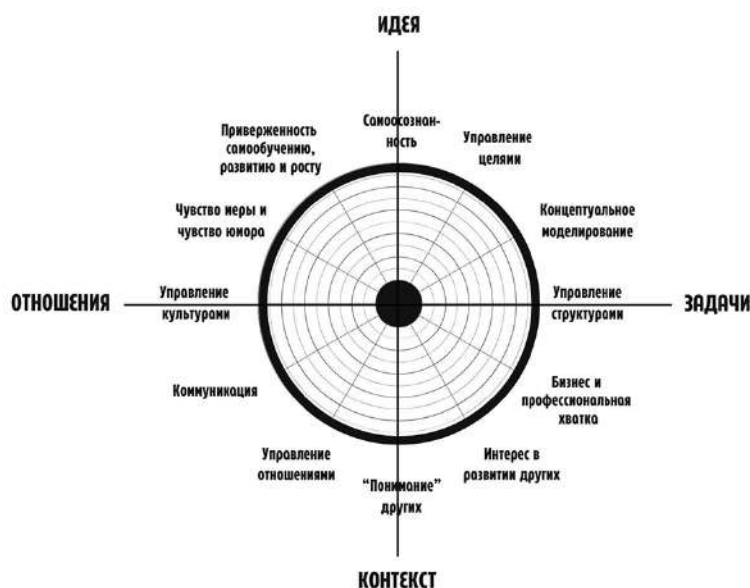 ИДЕЯ
Самоосознан-
ность
Приверженность
самообучению,
развитию и росту
Управление
целями
Чувство меры и
чувство юмора
Концептуальное
моделирование
ОТНОШЕНИЯ
Управление
культурами
Управление
структурами
ЗАДАЧИ
Коммуникация
Бизнес и
профессиональная
хватка
Управление
отношениями
Интерес в
развитии других
“Понимание”
других
КОНТЕКСТ